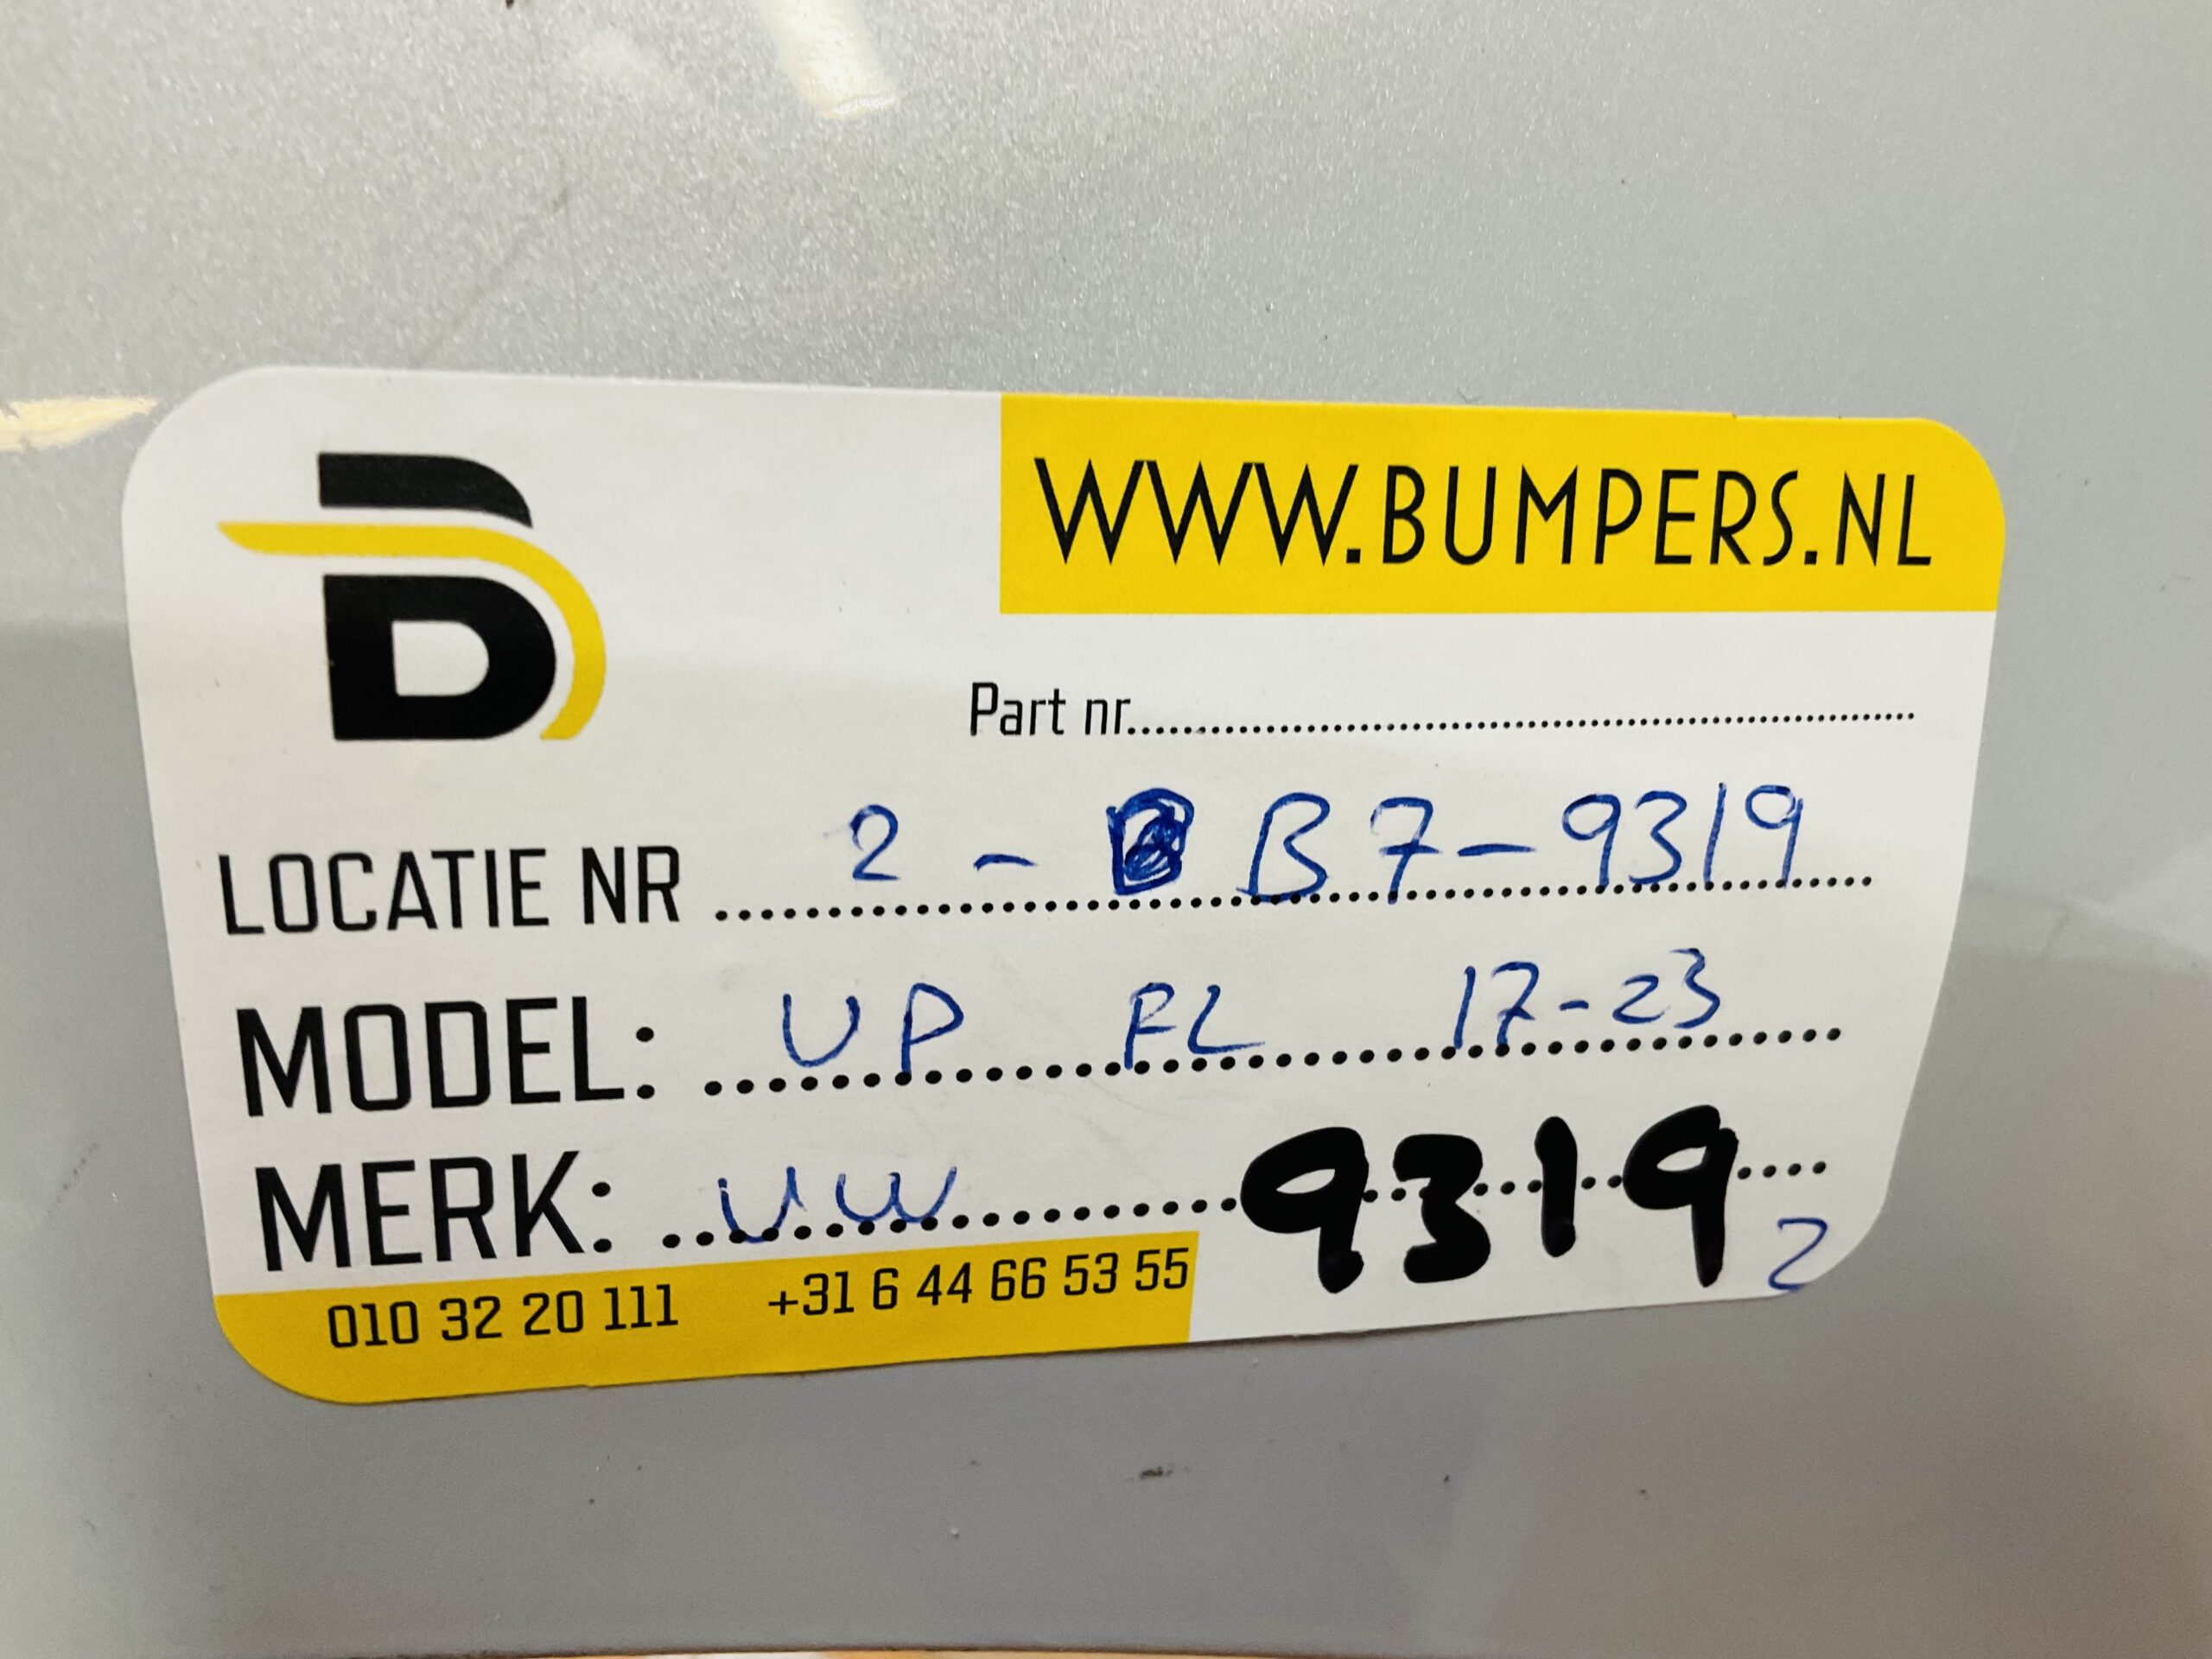 B
WWW.BUMPERS.NL
Part nr..........
LOCATIE NR 2 - B7-9319
MODEL: UP FL 17-23
MERK: VW 9319 2
010 32 20 111 +31 6 44 66 53 55